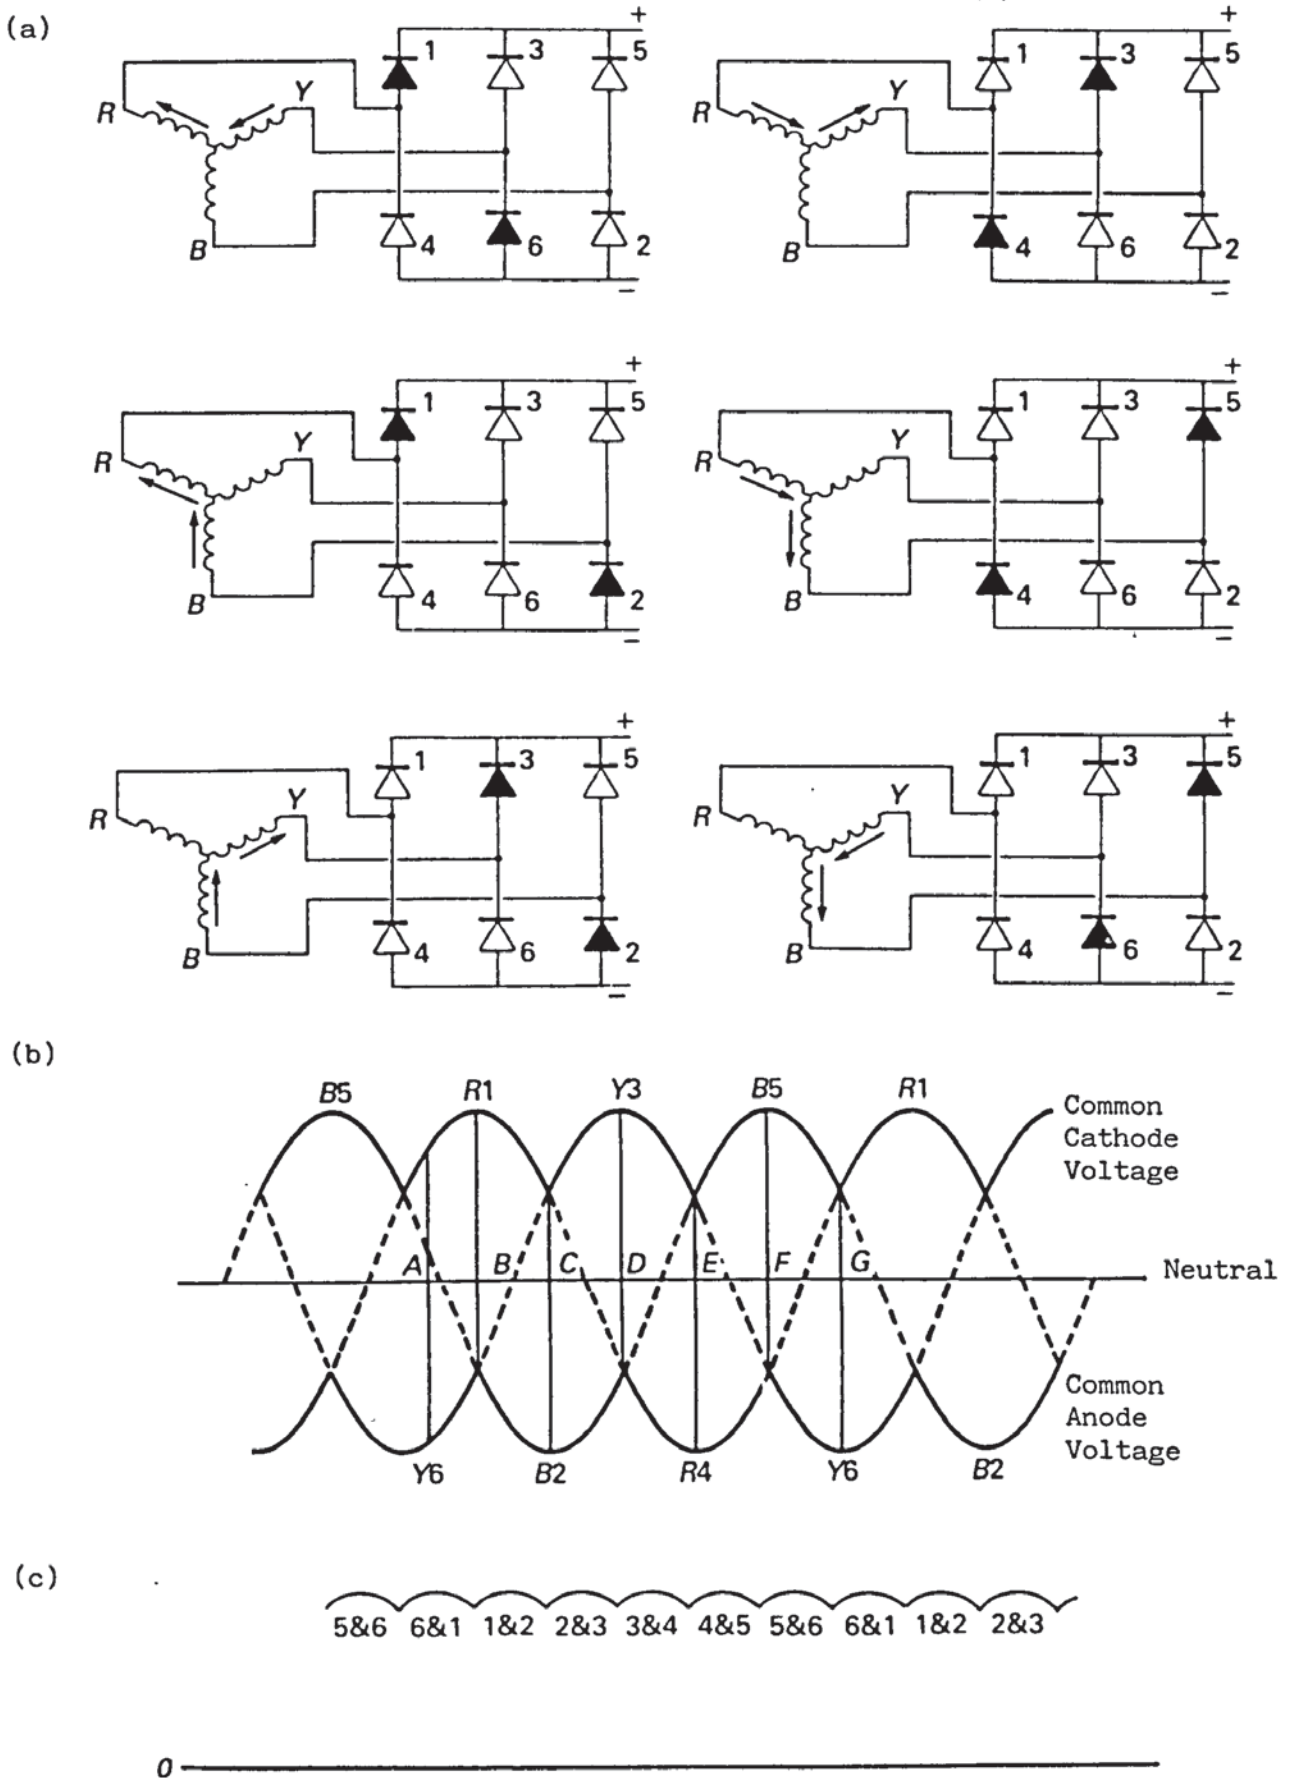 (a)
+
+
1
3
5
1
3
5
R
Y
R
Y
B
4
6
2
B
4
6
2
−
−
+
+
1
3
5
1
3
5
R
Y
R
Y
B
4
6
2
B
4
6
2
−
−
+
+
1
3
5
1
3
5
R
Y
R
Y
B
4
6
2
B
4
6
2
−
−
(b)
B5 R1 Y3 B5 R1
Common
Cathode
Voltage
A B C D E F G
Neutral
Common
Anode
Voltage
Y6 B2 R4 Y6 B2
(c)
5&6 6&1 1&2 2&3 3&4 4&5 5&6 6&1 1&2 2&3
0